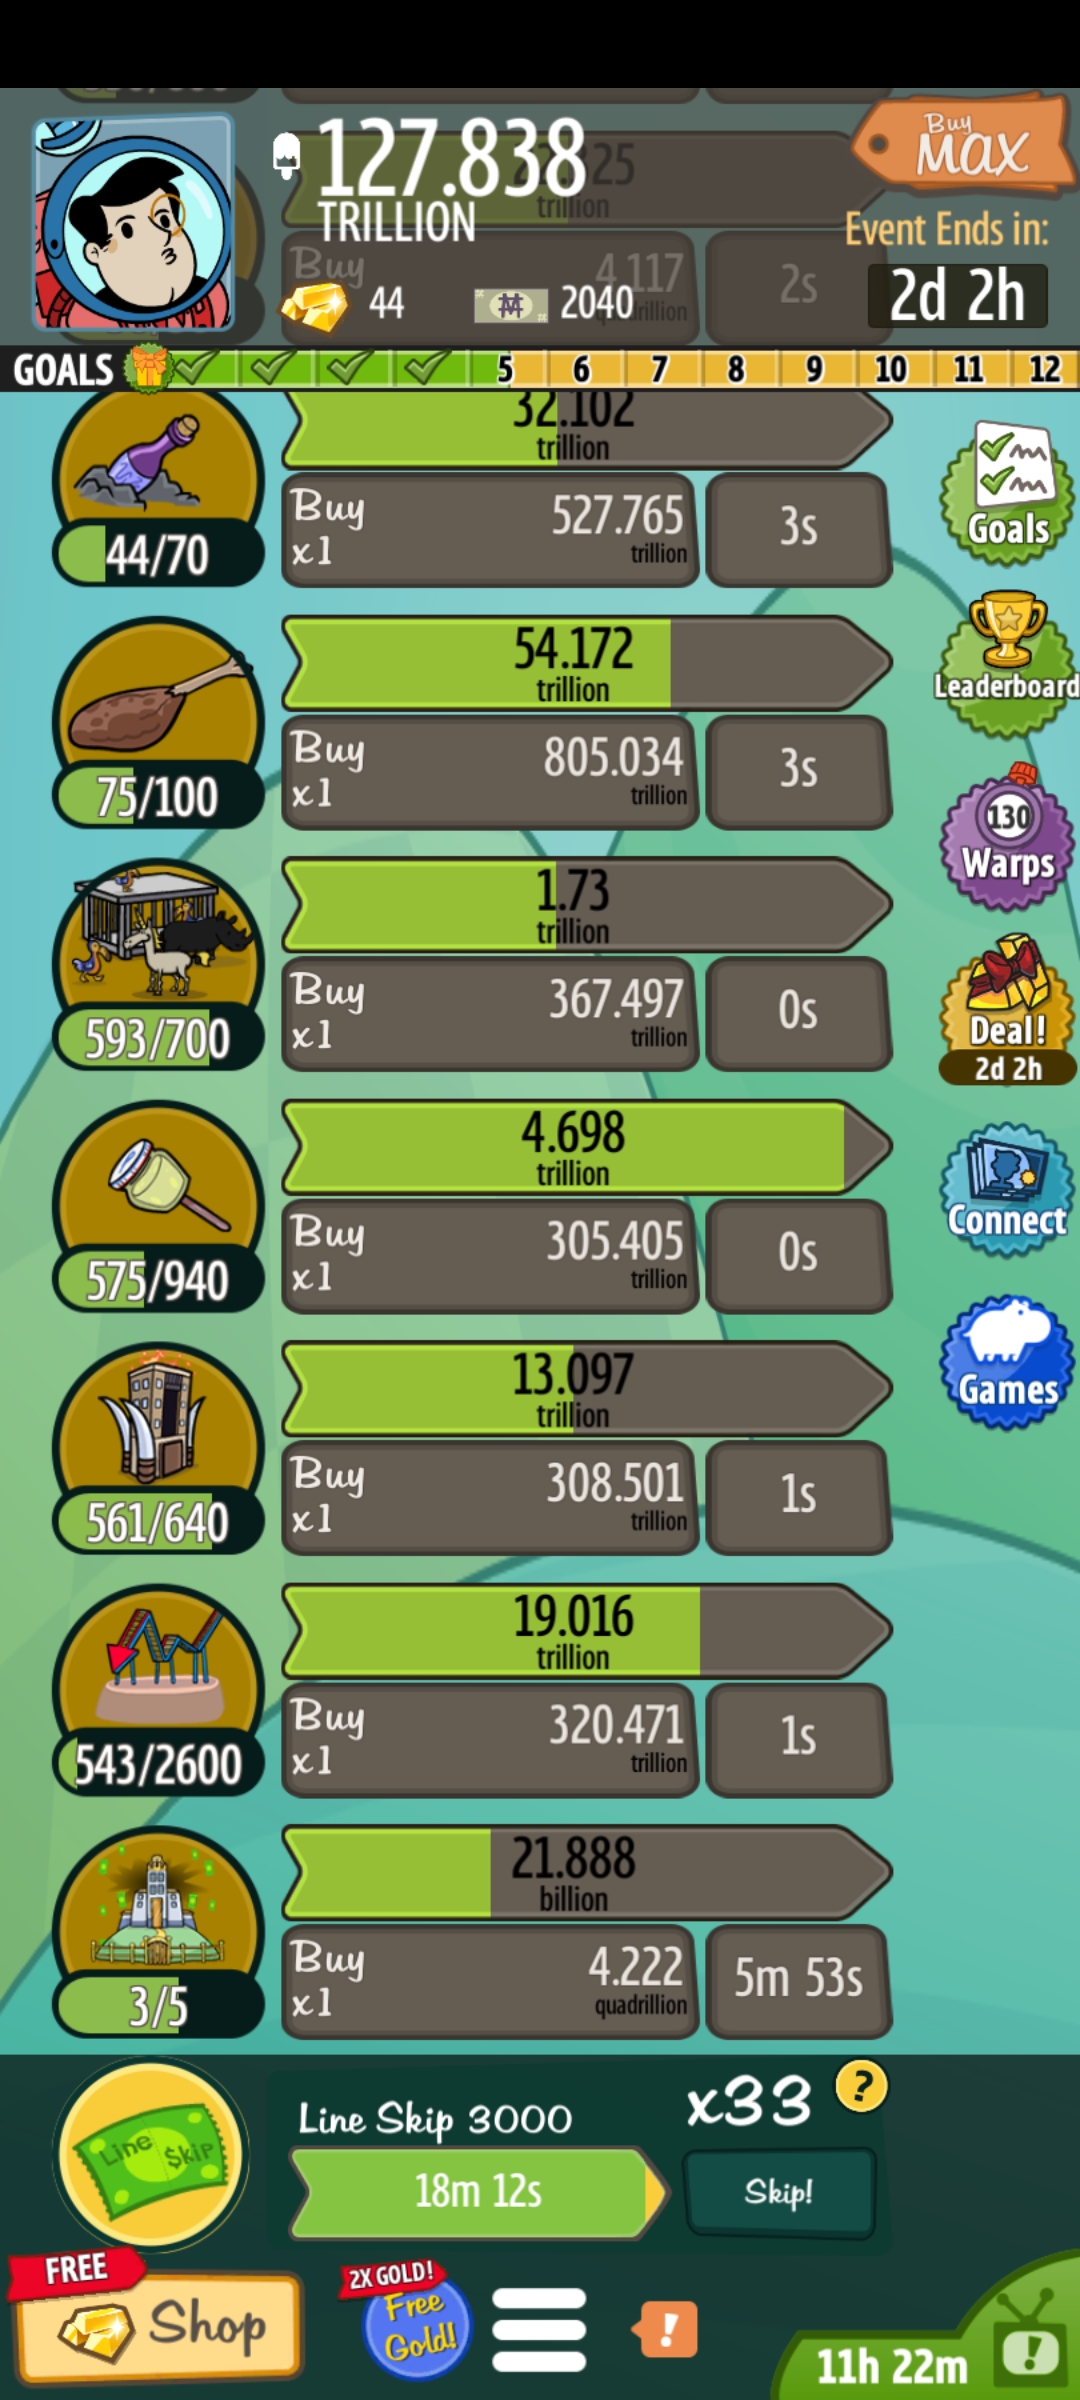 127.838
TRILLION
44
2040
Buy
MAX
Event Ends in:
2d 2h
trillion
Buy
4.117
2s
GOALS
5 6 7 8 9 10 11 12
32.102
trillion
44/70
Buy
x1
527.765
trillion
3s
Goals
54.172
trillion
75/100
Buy
x1
805.034
trillion
3s
Leaderboard
130
Warps
1.73
trillion
593/700
Buy
x1
367.497
trillion
0s
Deal!
2d 2h
4.698
trillion
575/940
Buy
x1
305.405
trillion
0s
Connect
13.097
trillion
561/640
Buy
x1
308.501
trillion
1s
Games
19.016
trillion
543/2600
Buy
x1
320.471
trillion
1s
21.888
billion
3/5
Buy
x1
4.222
quadrillion
5m 53s
Line Skip
Line Skip 3000
18m 12s
x33
?
Skip!
FREE
Shop
2X GOLD!
Free
Gold!
!
11h 22m
!